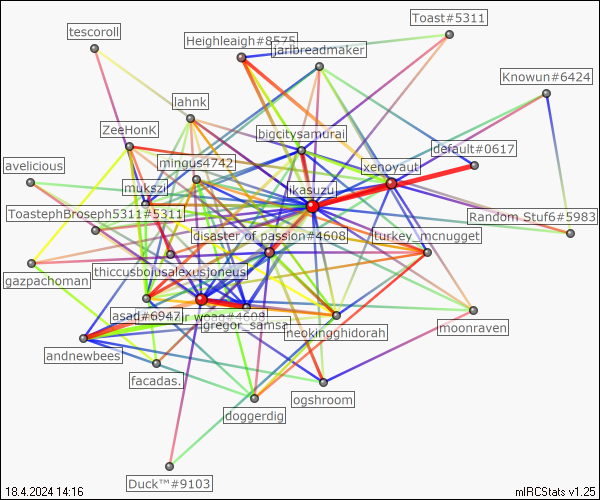 Toast#5311
tescoroll
Heighleaigh#8575
jarlbreadmaker
Knowun#6424
lahnk
ZeeHonK
bigcitysamurai
default#0617
avelicious
mingus4742
xenoyaut
mukszi
ikasuzu
ToastephBroseph5311#5311
Random Stuf6#5983
disaster of passion#4608
turkey_mcnugget
thiccusboiusalexusjoneus
gazpachoman
asad#6947
gregor_samsa
moonraven
neokingghidorah
andnewbees
facadas.
ogshroom
doggerdig
Duck™#9103
18.4.2024 14:16
mIRCStats v1.25